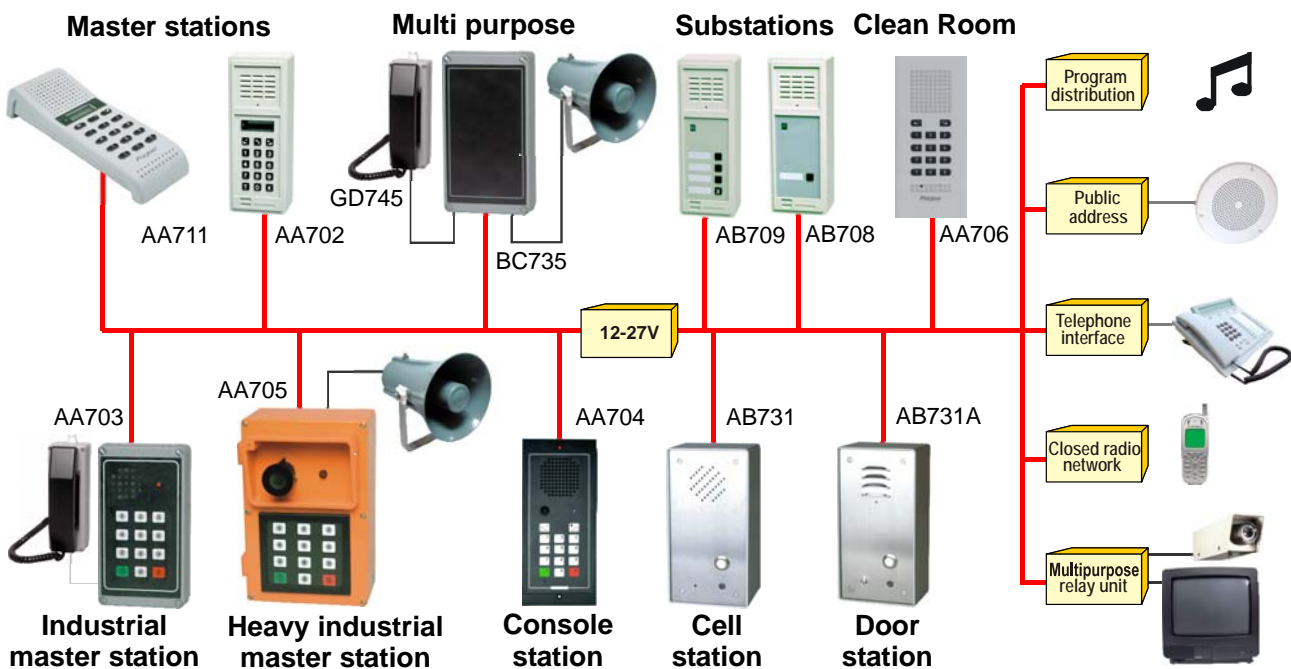 Master stations
Multi purpose
Substations
Clean Room
Program
distribution
GD745
Public
address
AA711
AA702
BC735
AB709
AB708
AA706
12-27V
Telephone
interface
AA703
AA705
AA704
AB731
AB731A
Closed radio
network
Multipurpose
relay unit
Industrial
master station
Heavy industrial
master station
Console
station
Cell
station
Door
station